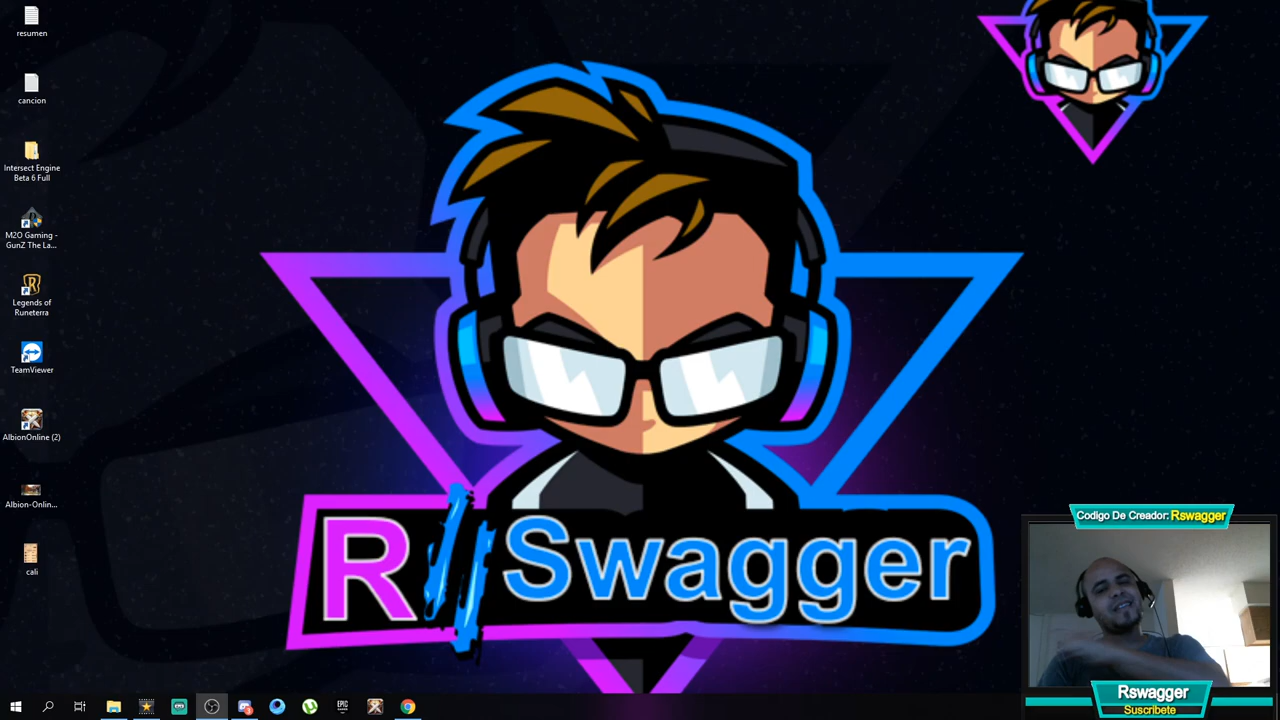 resumen
cancion
Intersect Engine
Beta 6 Full
M2O Gaming -
GunZ The La...
Legends of
Runeterra
TeamViewer
AlbionOnline (2)
Albion-Onlin...
cali
R//Swagger
Codigo De Creador: Rswagger
Rswagger
Suscribete
EPIC